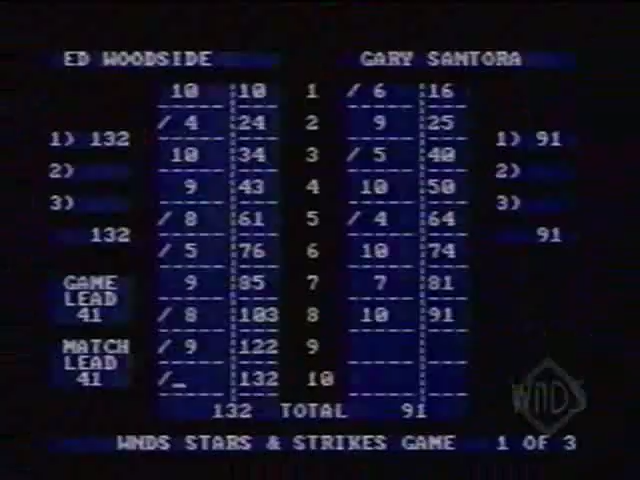 ED WOODSIDE GARY SANTORA
10 10 1 / 6 16
/ 4 24 2 9 25
1) 132 1) 91
10 34 3 / 5 40
2) 2)
9 43 4 10 50
3) 3)
/ 8 61 5 / 4 64
132 91
/ 5 76 6 10 74
GAME 9 85 7 7 81
LEAD
41 / 8 103 8 10 91
MATCH / 9 122 9
LEAD
41 /_ 132 10
WNDS
132 TOTAL 91
WNDS STARS & STRIKES GAME 1 OF 3